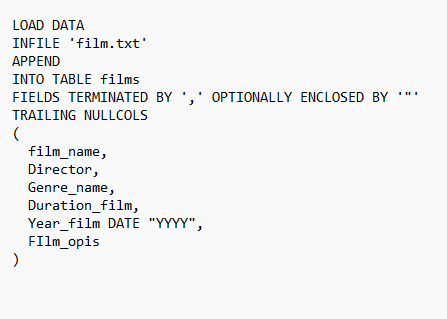 LOAD DATA
INFILE 'film.txt'
APPEND
INTO TABLE films
FIELDS TERMINATED BY ',' OPTIONALLY ENCLOSED BY '"'
TRAILING NULLCOLS
(
  film_name,
  Director,
  Genre_name,
  Duration_film,
  Year_film DATE "YYYY",
  FIlm_opis
)